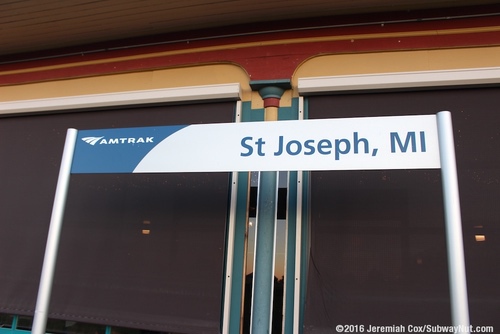 AMTRAK
St Joseph, MI
©2016 Jeremiah Cox/SubwayNut.com